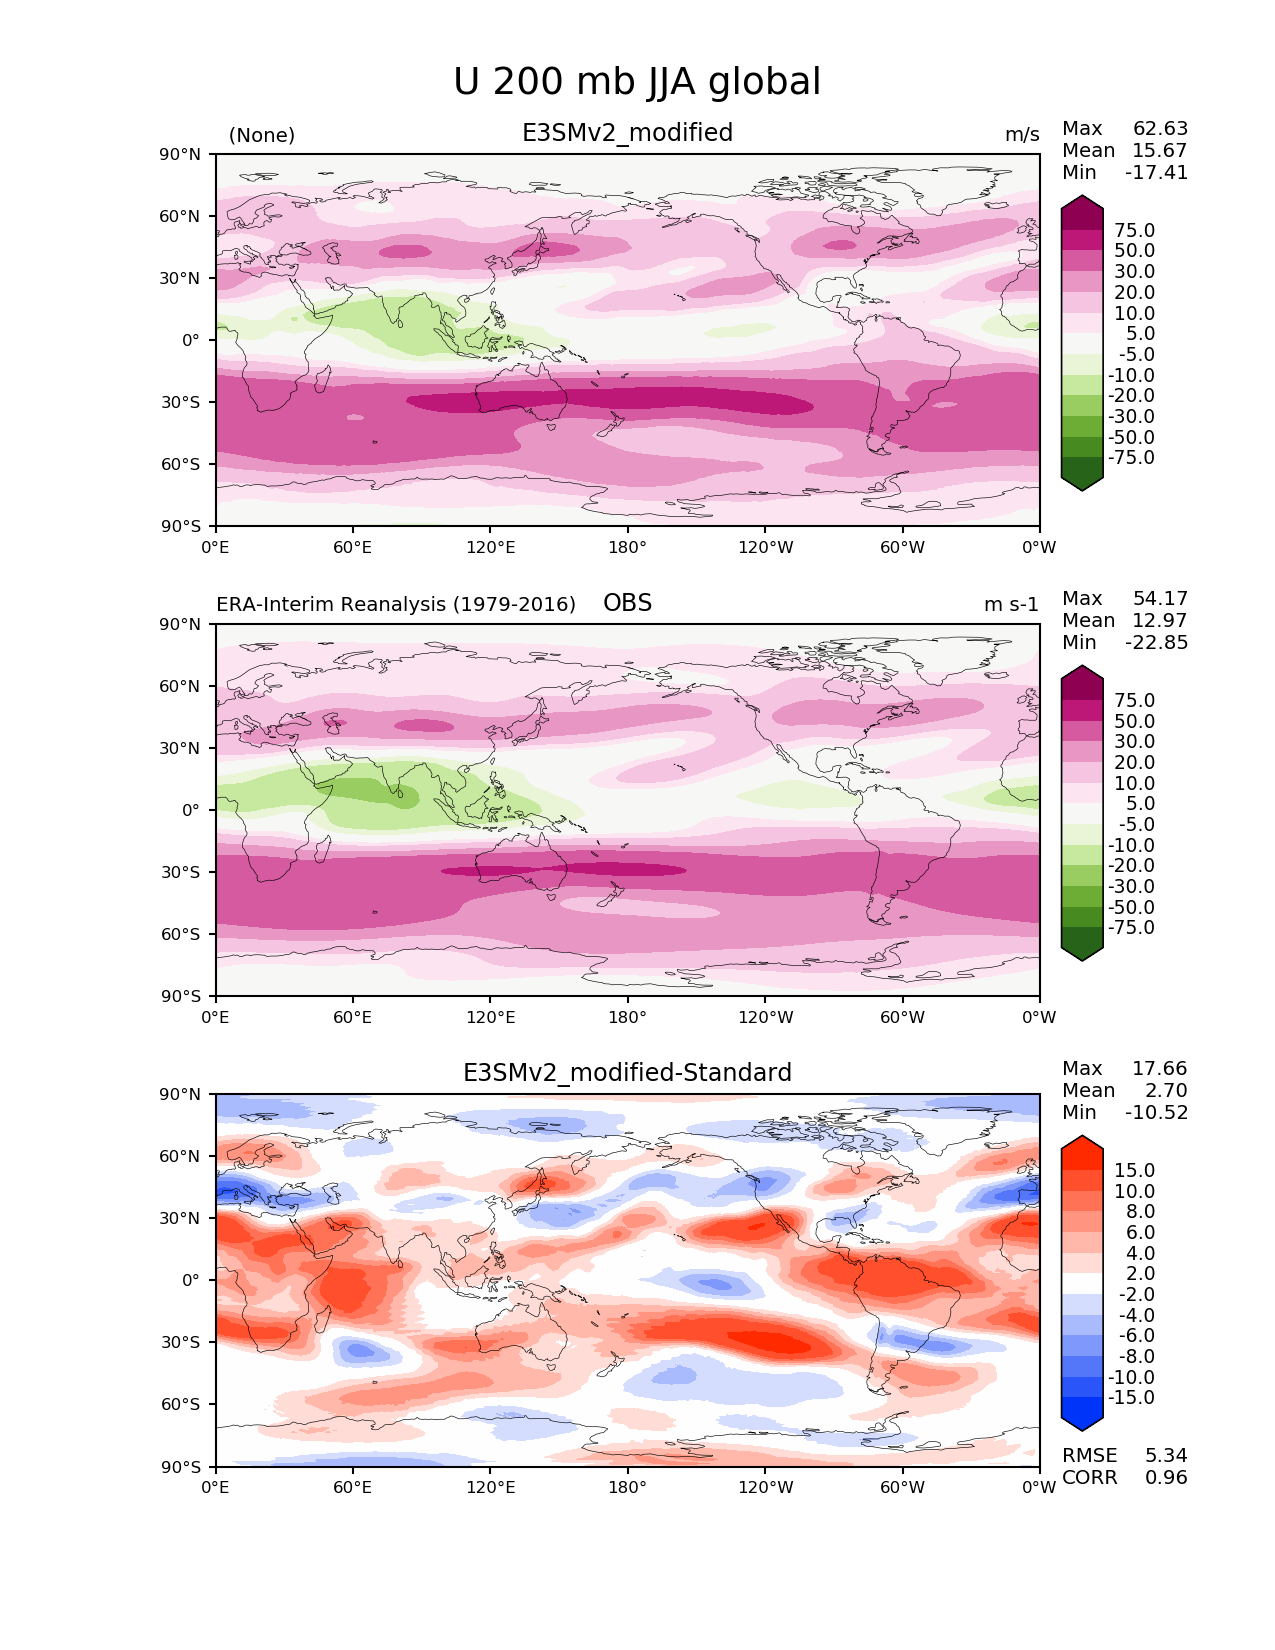 U 200 mb JJA global
(None) E3SMv2_modified m/s
Max 62.63
Mean 15.67
Min -17.41
90°N
60°N
30°N
0°
30°S
60°S
90°S
0°E 60°E 120°E 180° 120°W 60°W 0°W
75.0
50.0
30.0
20.0
10.0
5.0
-5.0
-10.0
-20.0
-30.0
-50.0
-75.0
ERA-Interim Reanalysis (1979-2016) OBS m s-1
Max 54.17
Mean 12.97
Min -22.85
90°N
60°N
30°N
0°
30°S
60°S
90°S
0°E 60°E 120°E 180° 120°W 60°W 0°W
75.0
50.0
30.0
20.0
10.0
5.0
-5.0
-10.0
-20.0
-30.0
-50.0
-75.0
E3SMv2_modified-Standard
Max 17.66
Mean 2.70
Min -10.52
90°N
60°N
30°N
0°
30°S
60°S
90°S
0°E 60°E 120°E 180° 120°W 60°W 0°W
15.0
10.0
8.0
6.0
4.0
2.0
-2.0
-4.0
-6.0
-8.0
-10.0
-15.0
RMSE 5.34
CORR 0.96